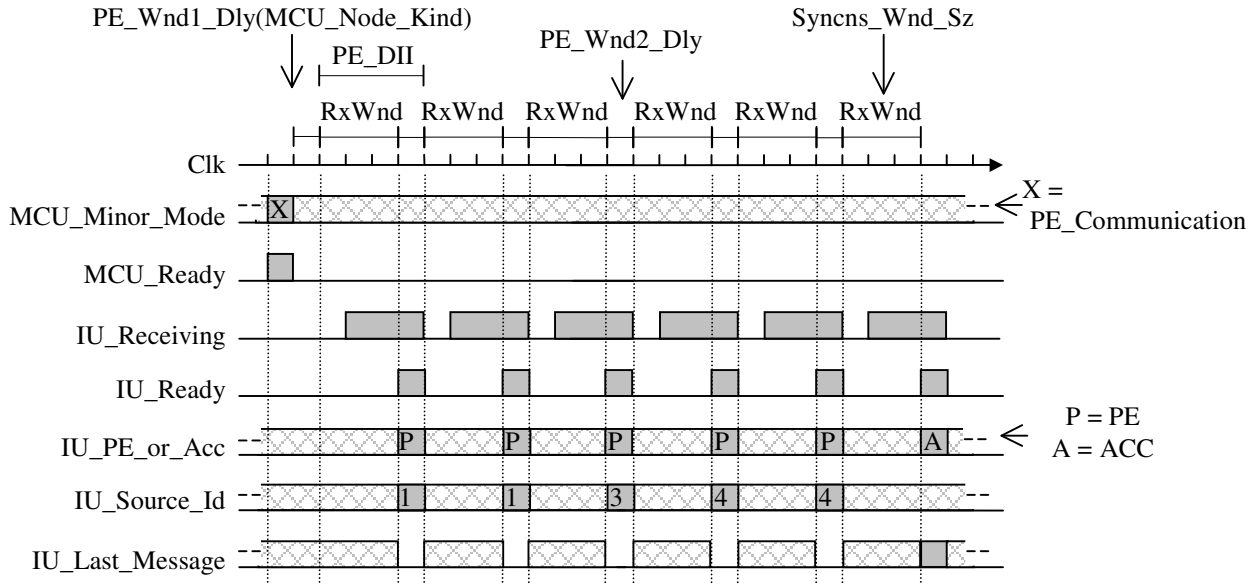 PE_Wnd1_Dly(MCU_Node_Kind)
Syncns_Wnd_Sz
PE_Wnd2_Dly
PE_DII
RxWnd RxWnd RxWnd RxWnd RxWnd RxWnd
Clk
X =
PE_Communication
MCU_Minor_Mode X
MCU_Ready
IU_Receiving
IU_Ready
P = PE
A = ACC
IU_PE_or_Acc P P P P P A
IU_Source_Id 1 1 3 4 4
IU_Last_Message